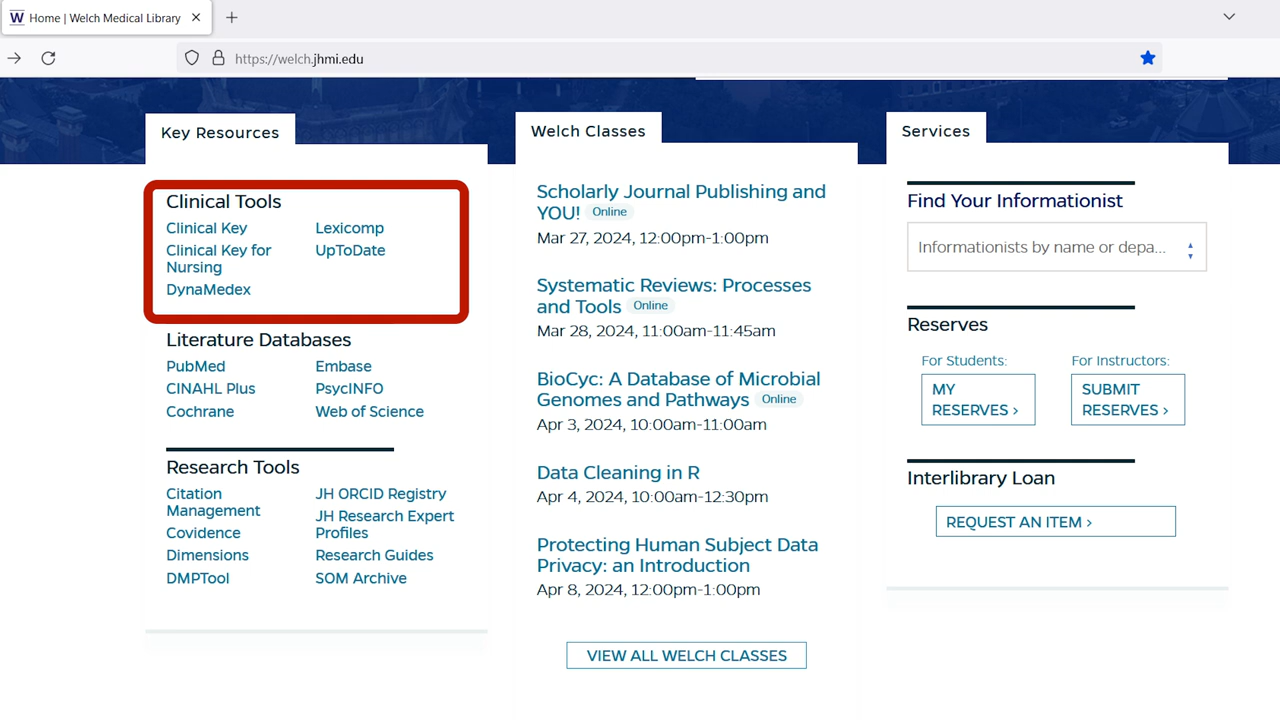 W Home | Welch Medical Library
https://welch.jhmi.edu
Key Resources
Clinical Tools
Clinical Key
Lexicomp
Clinical Key for
Nursing
UpToDate
DynaMedex
Literature Databases
PubMed
Embase
CINAHL Plus
PsycINFO
Cochrane
Web of Science
Research Tools
Citation
Management
JH ORCID Registry
JH Research Expert
Profiles
Covidence
Dimensions
Research Guides
DMPTool
SOM Archive
Welch Classes
Scholarly Journal Publishing and
YOU! Online
Mar 27, 2024, 12:00pm-1:00pm
Systematic Reviews: Processes
and Tools Online
Mar 28, 2024, 11:00am-11:45am
BioCyc: A Database of Microbial
Genomes and Pathways Online
Apr 3, 2024, 10:00am-11:00am
Data Cleaning in R
Apr 4, 2024, 10:00am-12:30pm
Protecting Human Subject Data
Privacy: an Introduction
Apr 8, 2024, 12:00pm-1:00pm
VIEW ALL WELCH CLASSES
Services
Find Your Informationist
Informationists by name or depa...
Reserves
For Students:
MY
RESERVES ›
For Instructors:
SUBMIT
RESERVES ›
Interlibrary Loan
REQUEST AN ITEM ›